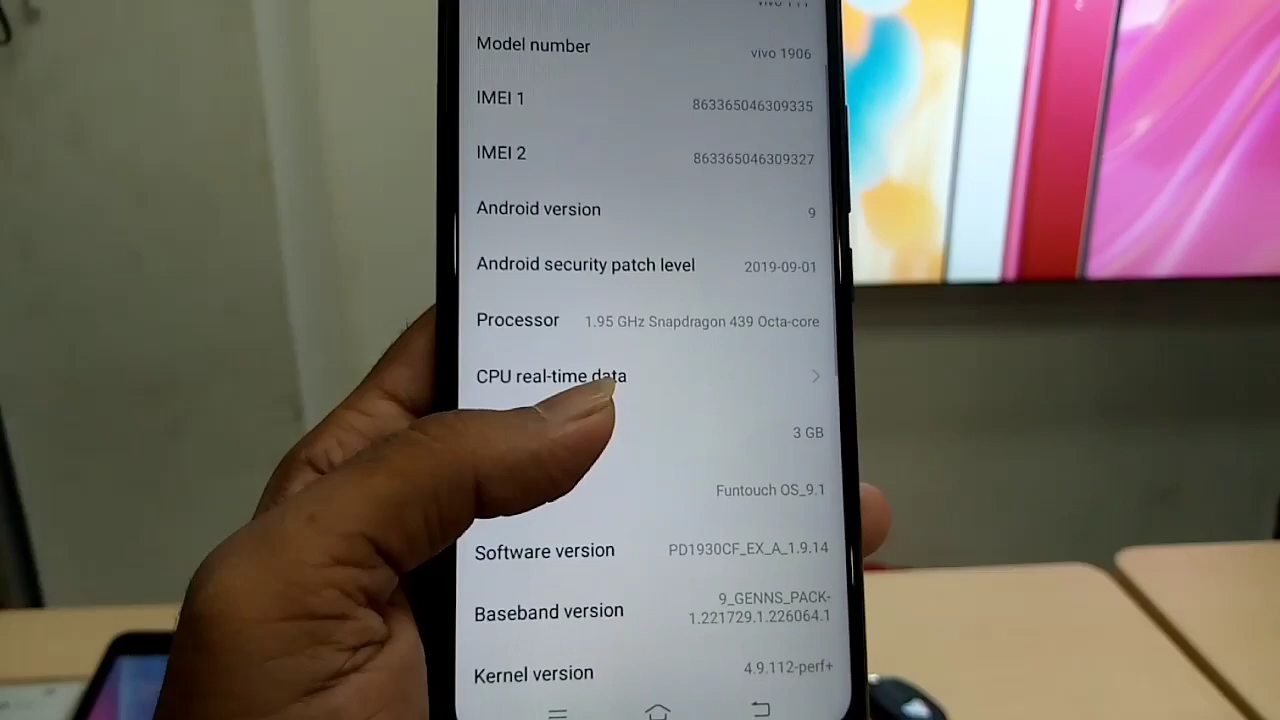 Model number vivo 1906
IMEI 1 863365046309335
IMEI 2 863365046309327
Android version 9
Android security patch level 2019-09-01
Processor 1.95 GHz Snapdragon 439 Octa-core
CPU real-time data
3 GB
Funtouch OS_9.1
Software version PD1930CF_EX_A_1.9.14
Baseband version 9_GENNS_PACK-
1.221729.1.226064.1
Kernel version 4.9.112-perf+